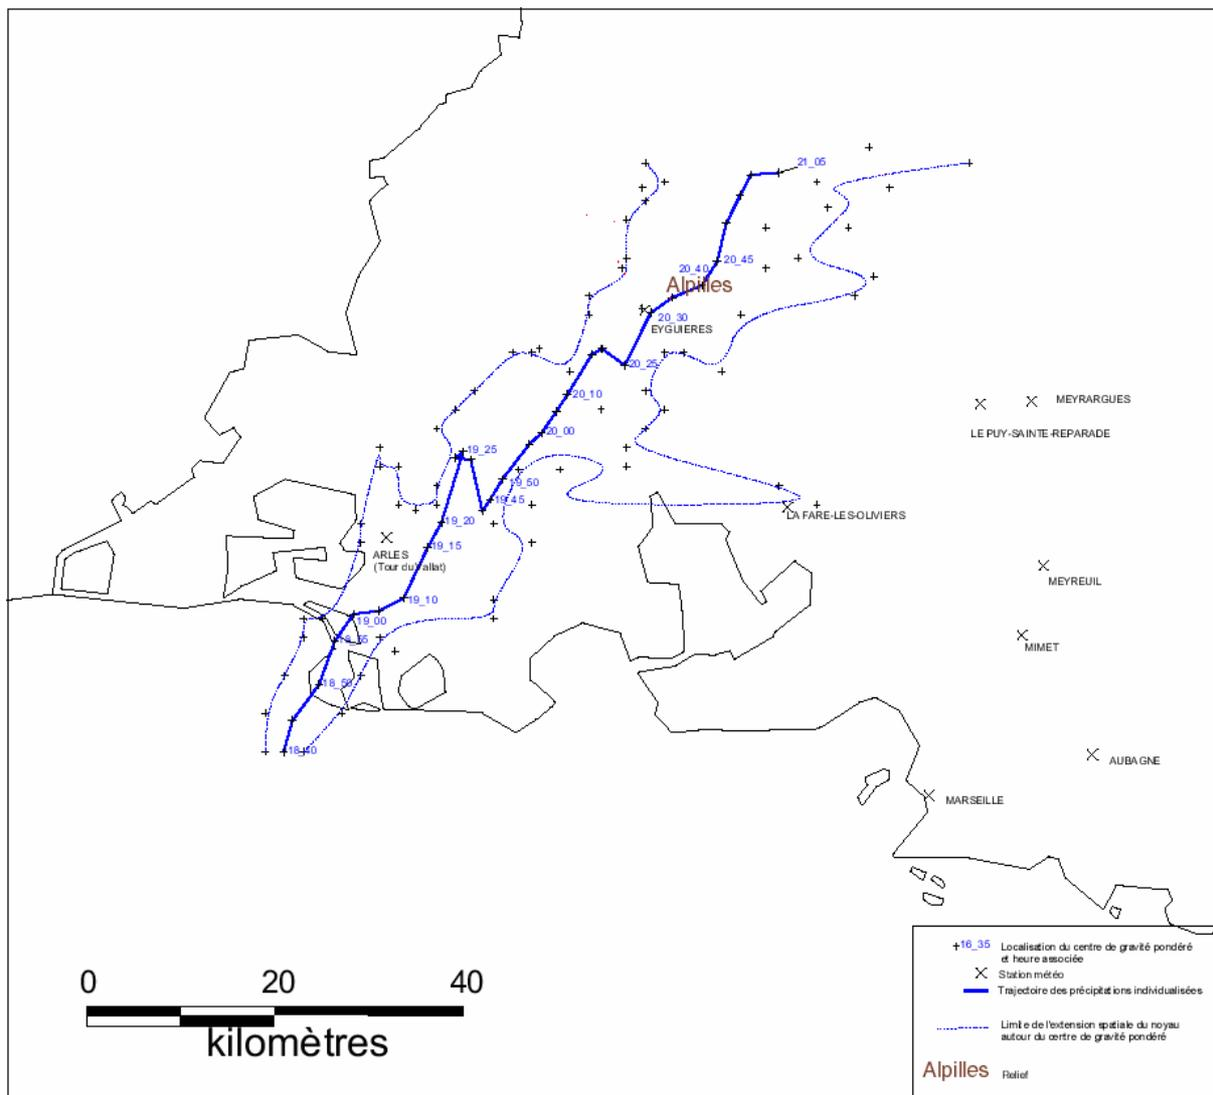 21_05
20_45
20_40
Alpilles
20_30
EYGUIERES
20_25
20_10
MEYRARGUES
20_00
LE PUY-SAINTE-REPARADE
19_25
19_50
19_45
LA FARE-LES-OLIVIERS
19_20
19_15
ARLES
(Tour du Vallat)
MEYREUIL
19_10
19_00
18_55
MIMET
18_50
18_40
AUBAGNE
MARSEILLE
16_35 Localisation du centre de gravité pondéré
et heure associée
Station météo
Trajectoire des précipitations individualisées
Limite de l'extension spatiale du noyau
autour du centre de gravité pondéré
Alpilles Relief
0 20 40
kilomètres